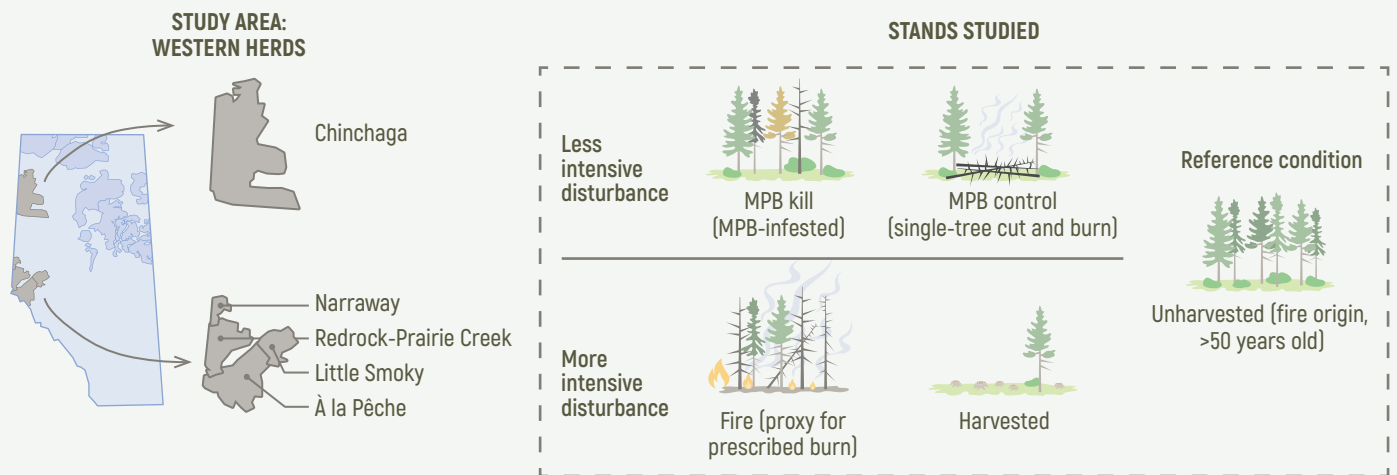 STUDY AREA:
WESTERN HERDS
Chinchaga
Narraway
Redrock-Prairie Creek
Little Smoky
À la Pêche
STANDS STUDIED
Less
intensive
disturbance
MPB kill
(MPB-infested)
MPB control
(single-tree cut and burn)
More
intensive
disturbance
Fire (proxy for
prescribed burn)
Harvested
Reference condition
Unharvested (fire origin,
>50 years old)